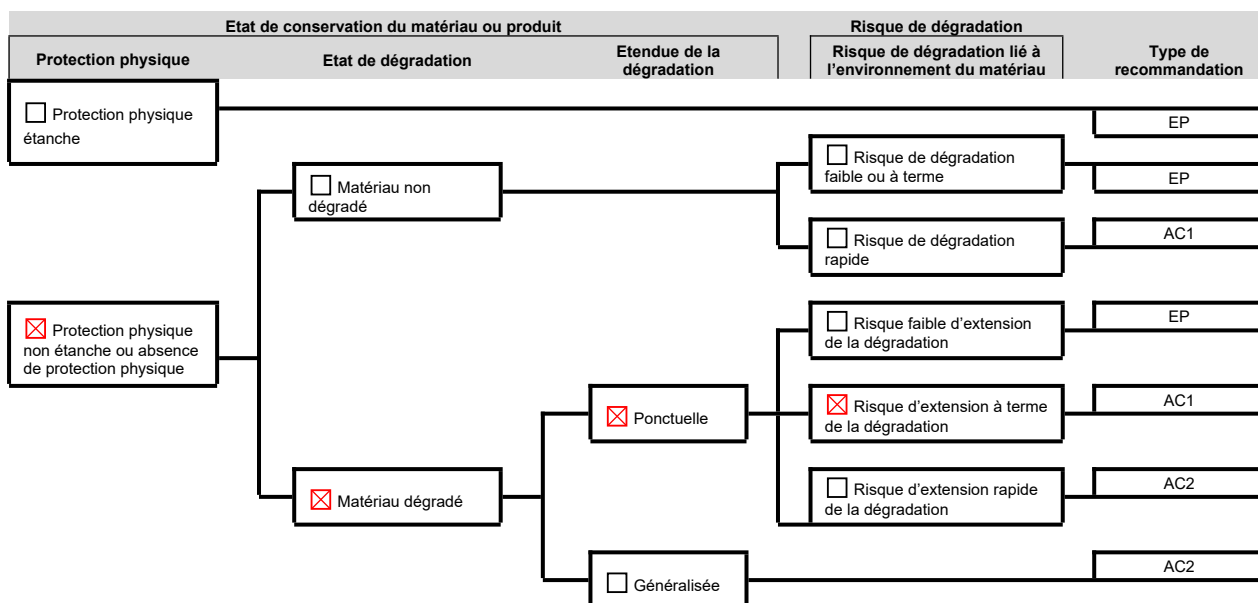 Etat de conservation du matériau ou produit
Risque de dégradation
Protection physique
Etat de dégradation
Etendue de la
dégradation
Risque de dégradation lié à
l'environnement du matériau
Type de
recommandation
Protection physique
étanche
EP
Matériau non
dégradé
Risque de dégradation
faible ou à terme
EP
Risque de dégradation
rapide
AC1
Protection physique
non étanche ou absence
de protection physique
Risque faible d'extension
de la dégradation
EP
Ponctuelle
Risque d'extension à terme
de la dégradation
AC1
Matériau dégradé
Risque d'extension rapide
de la dégradation
AC2
Généralisée
AC2